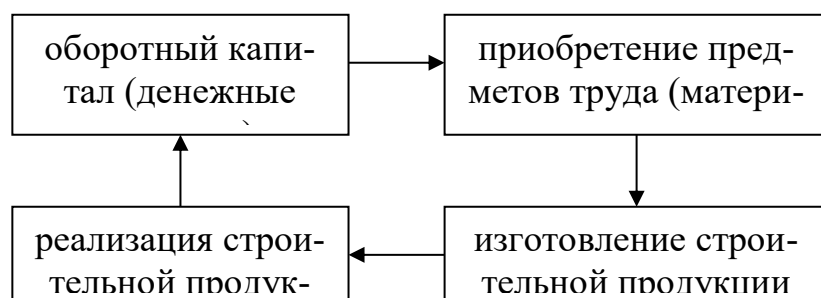 оборотный капи-
тал (денежные
приобретение пред-
метов труда (матери-
реализация строи-
тельной продук-
изготовление строи-
тельной продукции